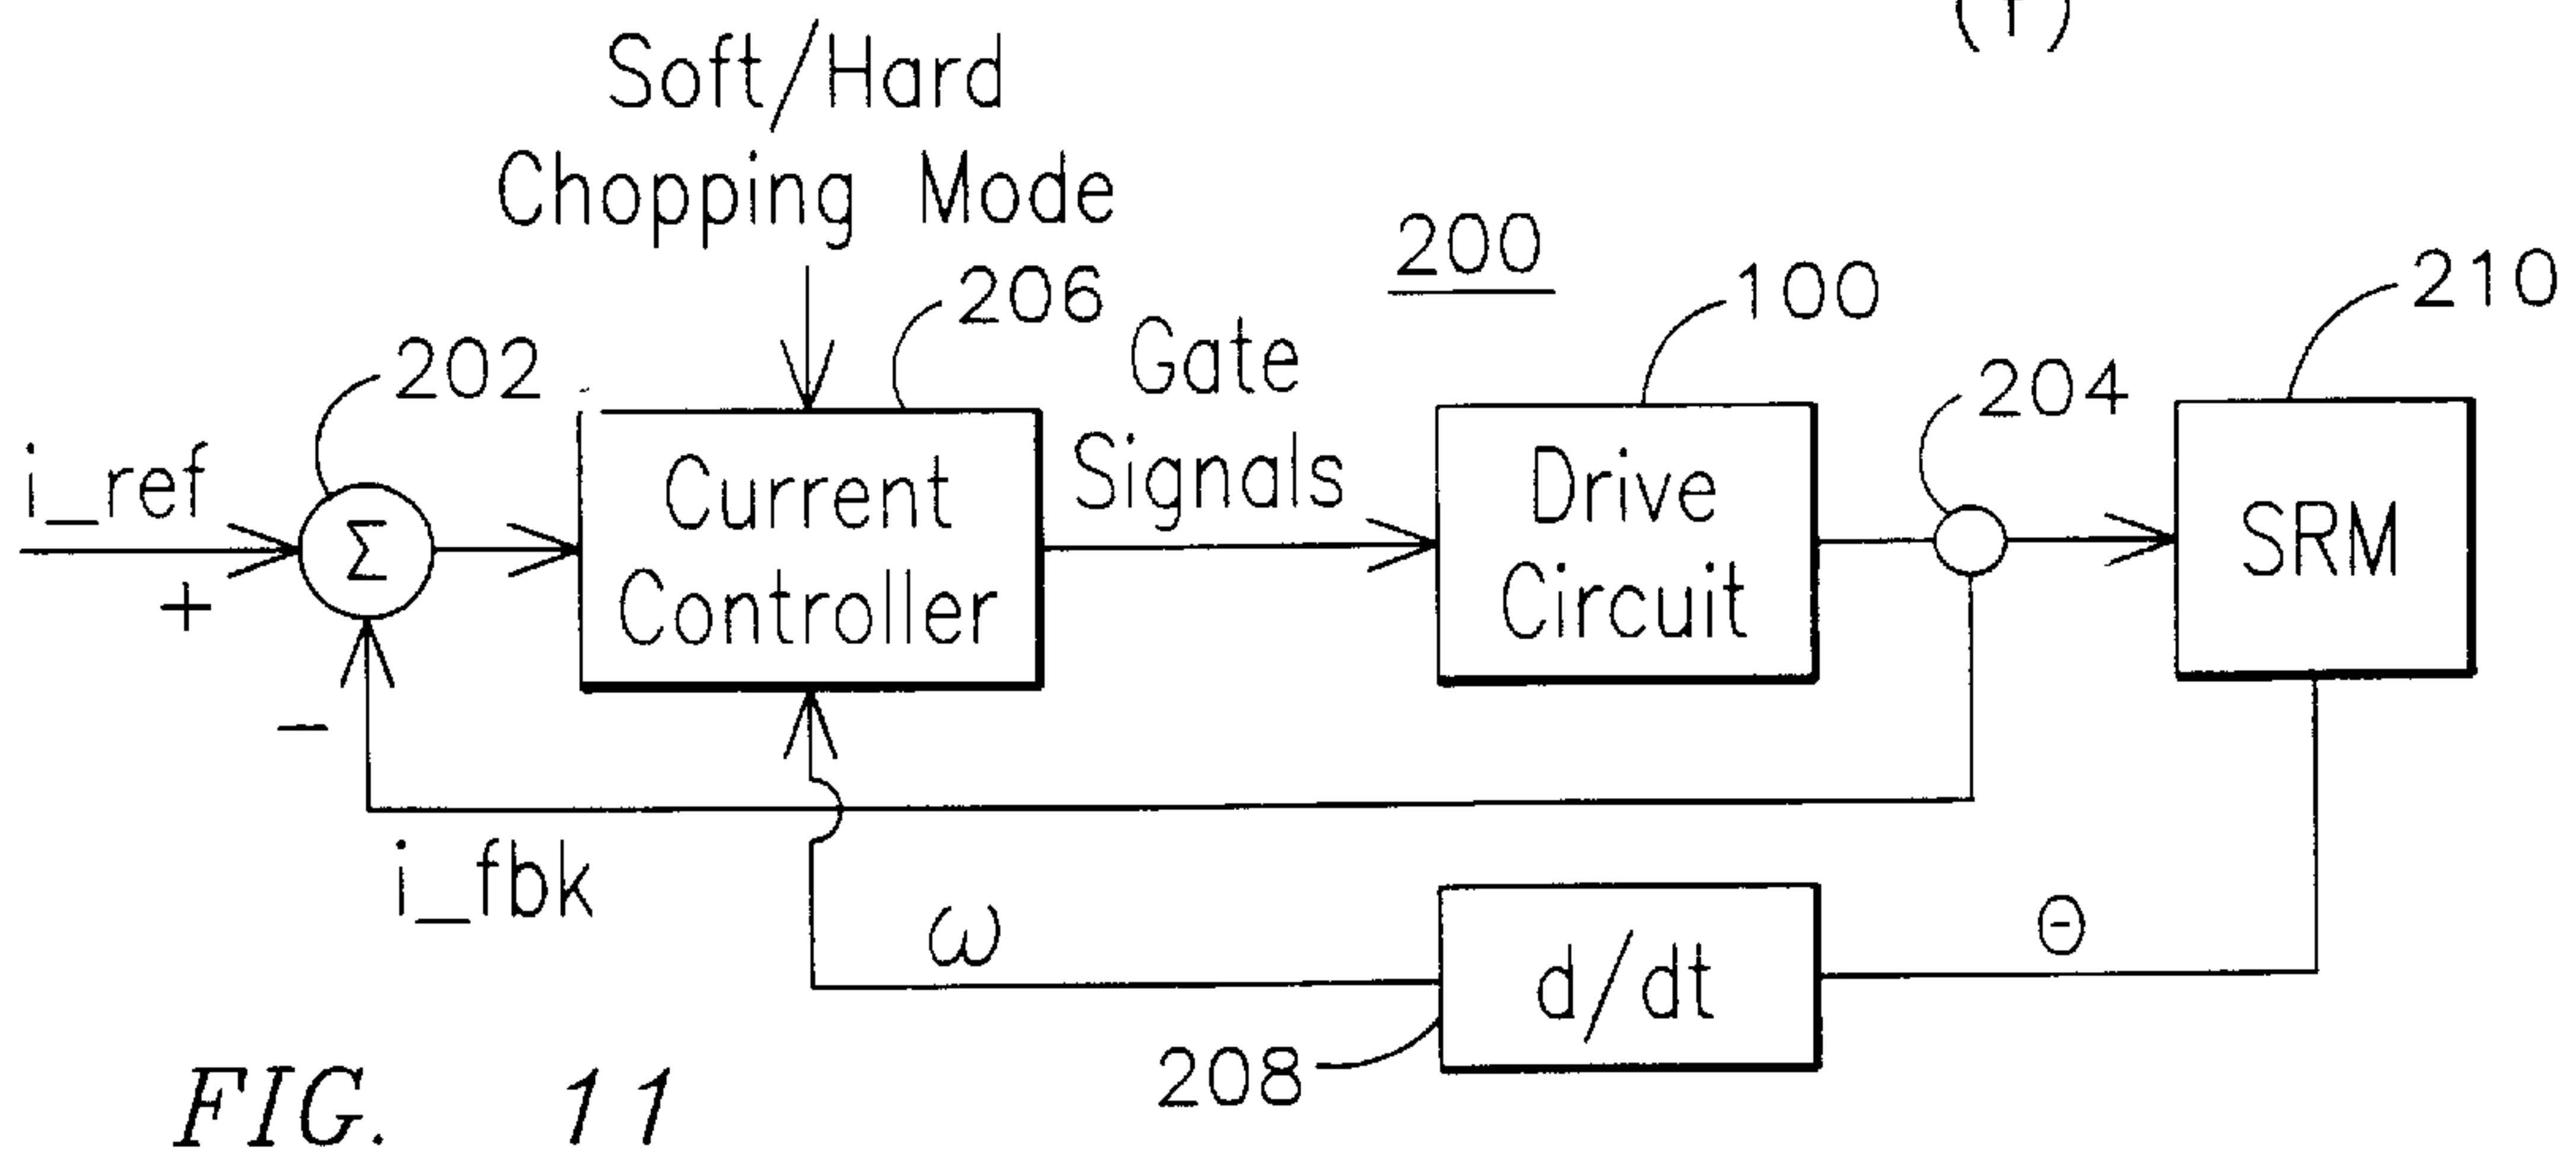 (f)
Soft/Hard
Chopping Mode
200
206
100
210
202
Gate
Signals
204
i_ref
+
Σ
Current
Controller
Drive
Circuit
SRM
−
i_fbk
ω
d/dt
Θ
208
FIG. 11